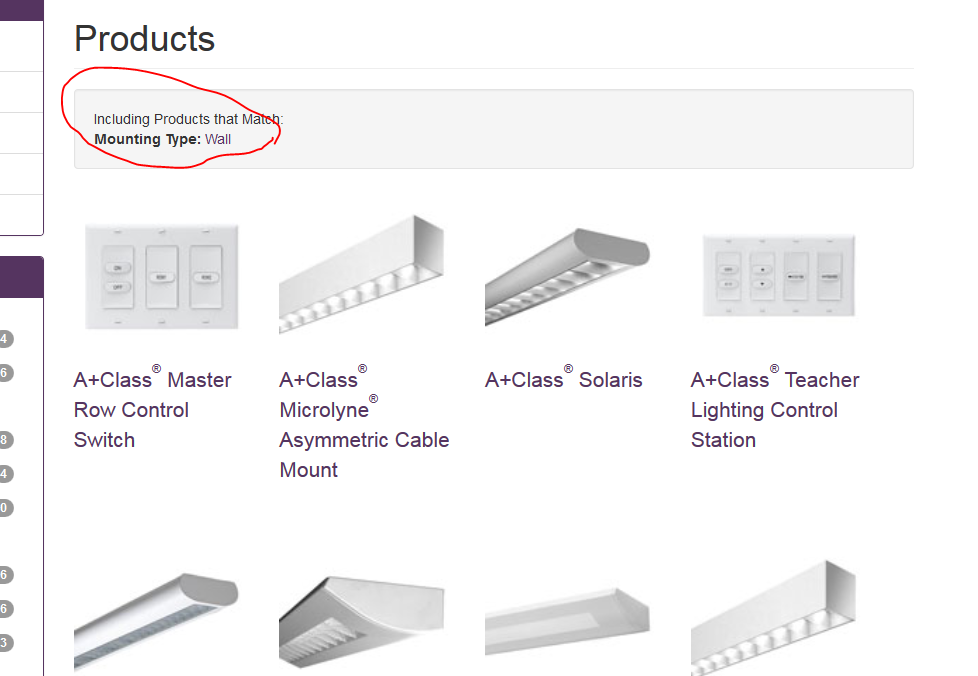 Products
Including Products that Match:
Mounting Type: Wall
ON
OFF
A+Class® Master
Row Control
Switch
A+Class®
Microlyne®
Asymmetric Cable
Mount
A+Class® Solaris
A+Class® Teacher
Lighting Control
Station
4
6
8
4
0
6
6
3